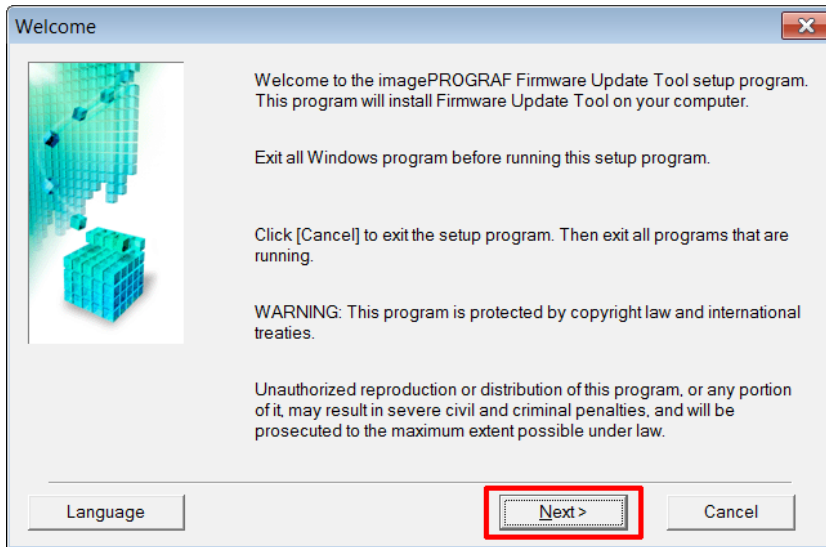 Welcome
Welcome to the imagePROGRAF Firmware Update Tool setup program.
This program will install Firmware Update Tool on your computer.
Exit all Windows program before running this setup program.
Click [Cancel] to exit the setup program. Then exit all programs that are
running.
WARNING: This program is protected by copyright law and international
treaties.
Unauthorized reproduction or distribution of this program, or any portion
of it, may result in severe civil and criminal penalties, and will be
prosecuted to the maximum extent possible under law.
Language Next > Cancel